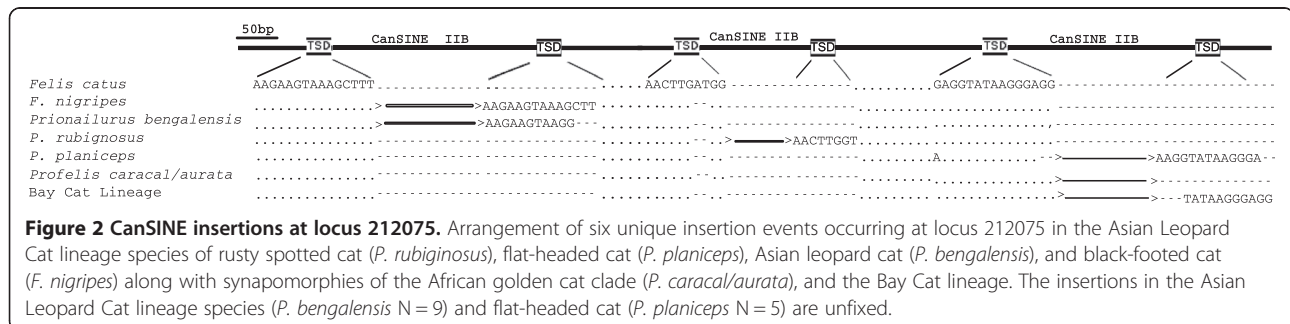 50bp
TSD CanSINE IIB TSD TSD CanSINE IIB TSD TSD CanSINE IIB TSD
Felis catus AAGAAGTAAAGCTTT AACTTGATGG GAGGTATAAGGGAGG
F. nigripes > >AAGAAGTAAAGCTT
Prionailurus bengalensis > >AAGAAGTAAGG---
P. rubignosus > >AACTTGGT
P. planiceps A > >AAGGTATAAGGGA--
Profelis caracal/aurata > >
Bay Cat Lineage > >---TATAAGGGAGG
Figure 2 CanSINE insertions at locus 212075. Arrangement of six unique insertion events occurring at locus 212075 in the Asian Leopard
Cat lineage species of rusty spotted cat (P. rubiginosus), flat-headed cat (P. planiceps), Asian leopard cat (P. bengalensis), and black-footed cat
(F. nigripes) along with synapomorphies of the African golden cat clade (P. caracal/aurata), and the Bay Cat lineage. The insertions in the Asian
Leopard Cat lineage species (P. bengalensis N = 9) and flat-headed cat (P. planiceps N = 5) are unfixed.